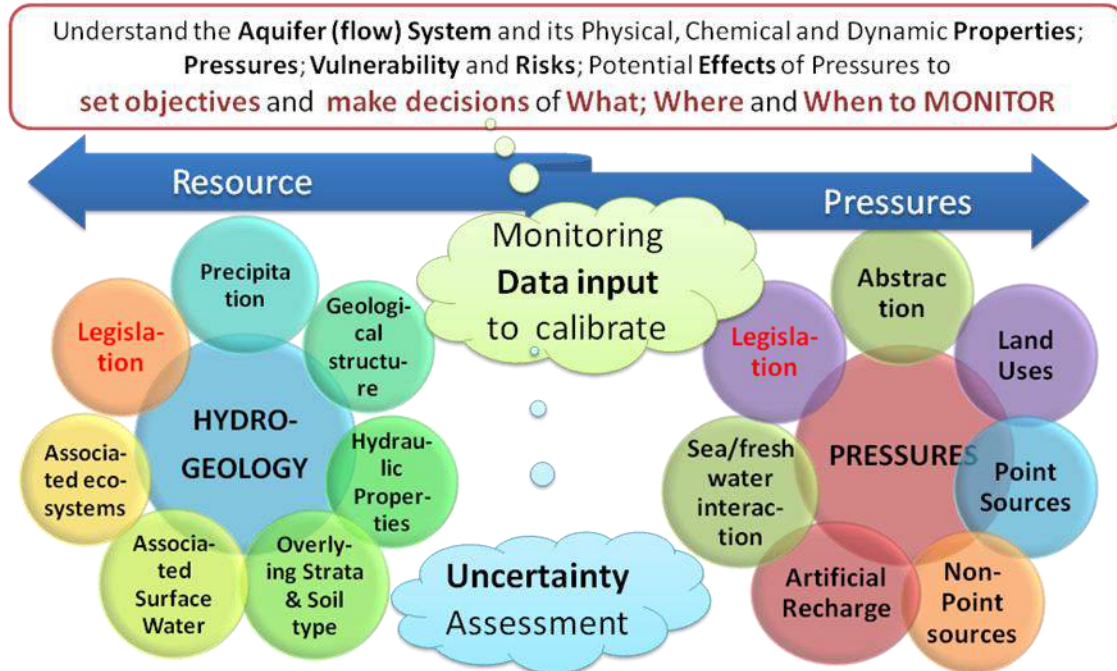 Understand the Aquifer (flow) System and its Physical, Chemical and Dynamic Properties;
Pressures; Vulnerability and Risks; Potential Effects of Pressures to
set objectives and make decisions of What; Where and When to MONITOR
Resource
Pressures
Monitoring
Data input
to calibrate
Uncertainty
Assessment
HYDRO-
GEOLOGY
Precipita
tion
Geologi-
cal
structu-
re
Hydrau-
lic
Proper-
ties
Overly-
ing Strata
& Soil
type
Associa-
ted
Surface
Water
Associa-
ted eco-
systems
Legisla-
tion
PRESSURES
Abstrac
tion
Land
Uses
Point
Sources
Non-
Point
sources
Artificial
Recharge
Sea/fresh
water
interac-
tion
Legisla-
tion